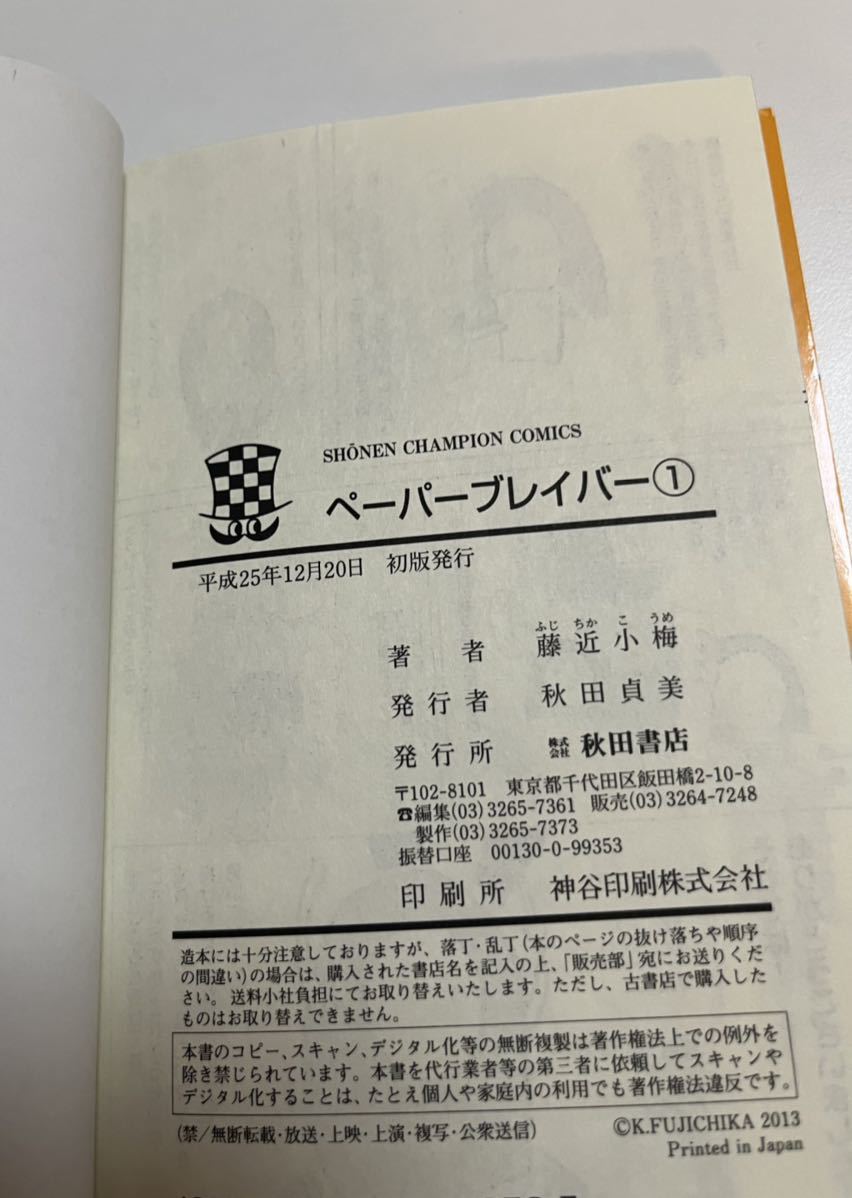 SHŌNEN CHAMPION COMICS
ペーパーブレイバー①
平成25年12月20日 初版発行
ふじ ちか こ うめ
著者 藤近小梅
発行者 秋田貞美
発行所 株式会社 秋田書店
〒102-8101 東京都千代田区飯田橋2-10-8
☎編集(03)3265-7361 販売(03)3264-7248
製作(03)3265-7373
振替口座 00130-0-99353
印刷所 神谷印刷株式会社
造本には十分注意しておりますが、落丁・乱丁(本のページの抜け落ちや順序
の間違い)の場合は、購入された書店名を記入の上、「販売部」宛にお送りくだ
さい。送料小社負担にてお取り替えいたします。ただし、古書店で購入した
ものはお取り替えできません。
本書のコピー、スキャン、デジタル化等の無断複製は著作権法上での例外を
除き禁じられています。本書を代行業者等の第三者に依頼してスキャンや
デジタル化することは、たとえ個人や家庭内の利用でも著作権法違反です。
(禁/無断転載・放送・上映・上演・複写・公衆送信)
©K.FUJICHIKA 2013
Printed in Japan